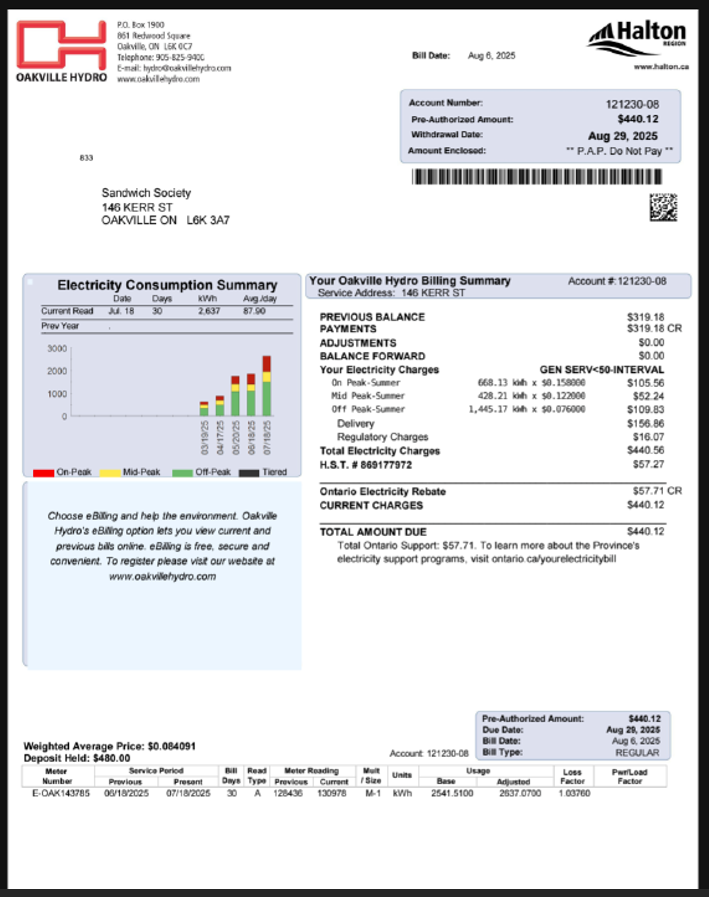 OAKVILLE HYDRO
P.O. Box 1900
861 Redwood Square
Oakville, ON L6K 0C7
Telephone: 905-825-9400
E-mail: hydro@oakvillehydro.com
www.oakvillehydro.com
Bill Date: Aug 6, 2025
Halton
REGION
www.halton.ca
Account Number: 121230-08
Pre-Authorized Amount: $440.12
Withdrawal Date: Aug 29, 2025
Amount Enclosed: ** P.A.P. Do Not Pay **
833
Sandwich Society
146 KERR ST
OAKVILLE ON L6K 3A7
Electricity Consumption Summary
Date Days kWh Avg./day
Current Read Jul. 18 30 2,637 87.90
Prev Year .
3000
2000
1000
0
03/19/25 04/17/25 05/20/25 06/18/25 07/18/25
On-Peak Mid-Peak Off-Peak Tiered
Choose eBilling and help the environment. Oakville
Hydro's eBilling option lets you view current and
previous bills online. eBilling is free, secure and
convenient. To register please visit our website at
www.oakvillehydro.com
Your Oakville Hydro Billing Summary Account #: 121230-08
Service Address: 146 KERR ST
PREVIOUS BALANCE $319.18
PAYMENTS $319.18 CR
ADJUSTMENTS $0.00
BALANCE FORWARD $0.00
Your Electricity Charges GEN SERV<50-INTERVAL
On Peak-Summer 668.13 kWh x $0.158000 $105.56
Mid Peak-Summer 428.21 kWh x $0.122000 $52.24
Off Peak-Summer 1,445.17 kWh x $0.076000 $109.83
Delivery $156.86
Regulatory Charges $16.07
Total Electricity Charges $440.56
H.S.T. # 869177972 $57.27
Ontario Electricity Rebate $57.71 CR
CURRENT CHARGES $440.12
TOTAL AMOUNT DUE $440.12
Total Ontario Support: $57.71. To learn more about the Province's
electricity support programs, visit ontario.ca/yourelectricitybill
Pre-Authorized Amount: $440.12
Due Date: Aug 29, 2025
Bill Date: Aug 6, 2025
Bill Type: REGULAR
Weighted Average Price: $0.084091
Deposit Held: $480.00
Account: 121230-08
Meter Number Service Period Previous Present Bill Days Read Type Meter Reading Previous Current Mult / Size Units Usage Base Adjusted Loss Factor Pwr/Load Factor
E-OAK143785 06/18/2025 07/18/2025 30 A 128436 130978 M-1 kWh 2541.5100 2637.0700 1.03760